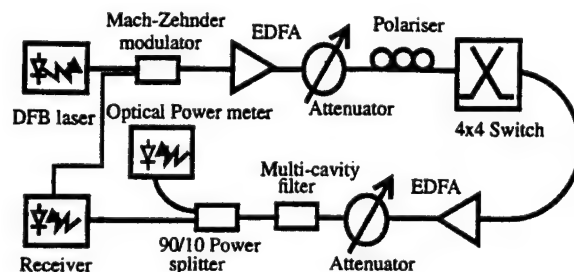 Mach-Zehnder
modulator
EDFA
Polariser
DFB laser
Optical Power meter
Attenuator
4x4 Switch
Multi-cavity
filter
EDFA
Receiver
90/10 Power
splitter
Attenuator